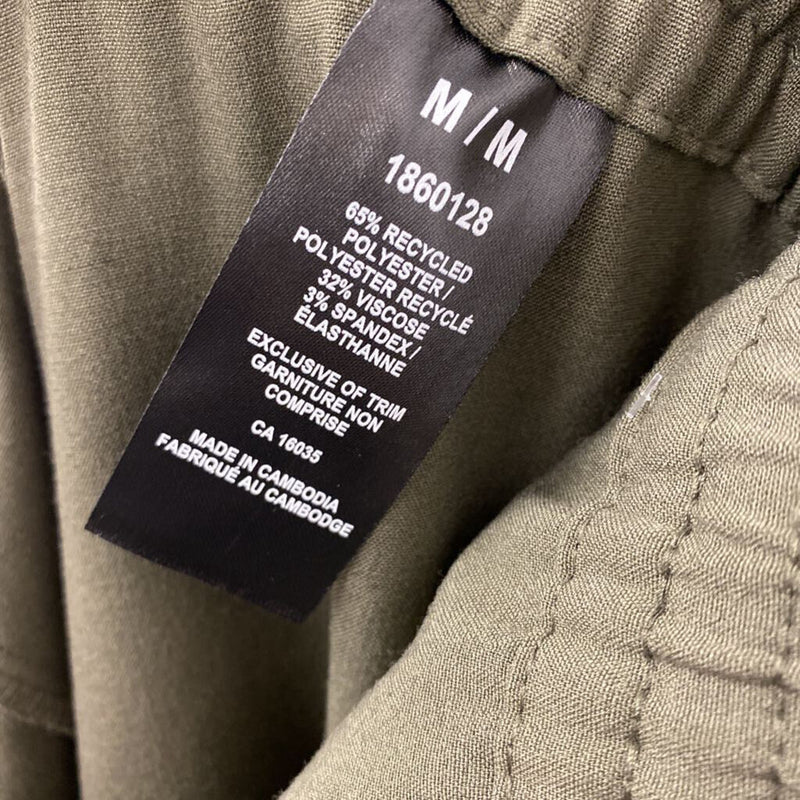 M / M
1860128
65% RECYCLED
POLYESTER /
POLYESTER RECYCLÉ
32% VISCOSE
3% SPANDEX /
ÉLASTHANNE
EXCLUSIVE OF TRIM
GARNITURE NON
COMPRISE
CA 16035
MADE IN CAMBODIA
FABRIQUÉ AU CAMBODGE